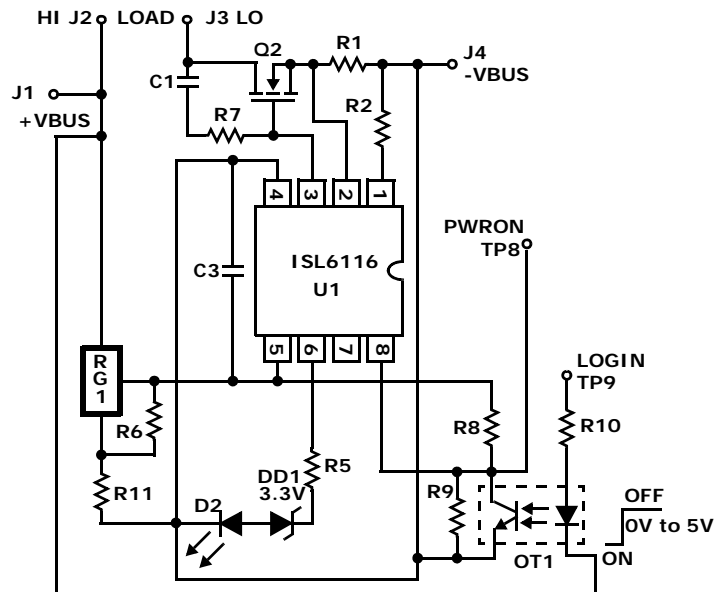 HI J2
LOAD
J3 LO
Q2
R1
J4
-VBUS
C1
J1
+VBUS
R7
R2
4
3
2
1
PWRON
TP8
ISL6116
U1
C3
5
6
7
8
RG1
LOGIN
TP9
R6
R8
R10
R11
DD1
3.3V
R5
D2
R9
OFF
0V to 5V
ON
OT1